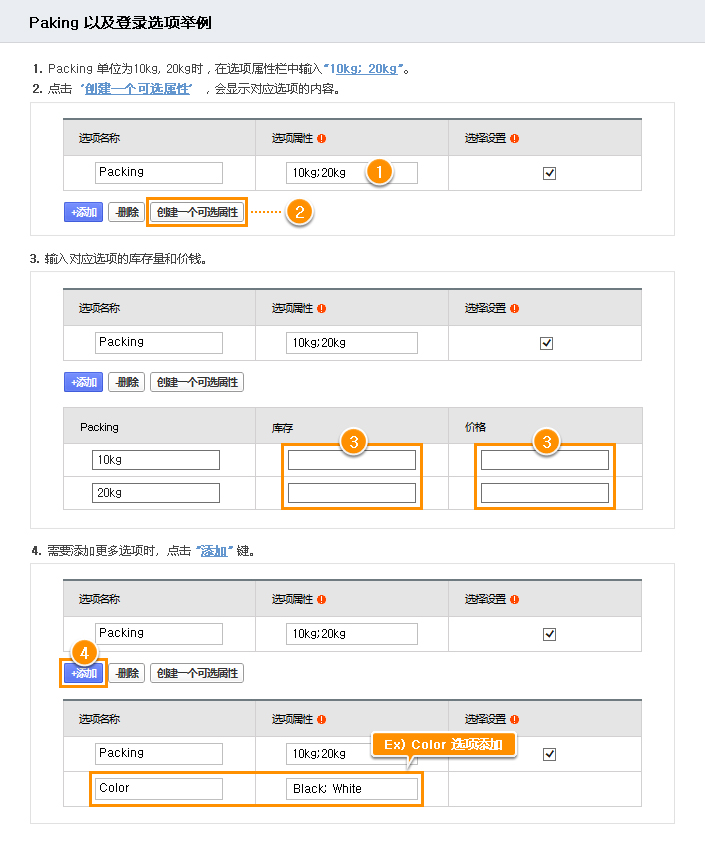 Paking 以及登录选项举例
1. Packing 单位为10kg, 20kg时，在选项属性栏中输入"10kg; 20kg"。
2. 点击 '创建一个可选属性' ，会显示对应选项的内容。
选项名称 选项属性 ! 选择设置 !
Packing 10kg;20kg 1
+添加 -删除 创建一个可选属性 2
3. 输入对应选项的库存量和价钱。
选项名称 选项属性 ! 选择设置 !
Packing 10kg;20kg
+添加 -删除 创建一个可选属性
Packing 库存 价格
3 3
10kg
20kg
4. 需要添加更多选项时, 点击 "添加" 键。
选项名称 选项属性 ! 选择设置 !
Packing 10kg;20kg
4
+添加 -删除 创建一个可选属性
选项名称 选项属性 ! 选择设置 !
Ex) Color 选项添加
Packing 10kg;20kg
Color Black; White